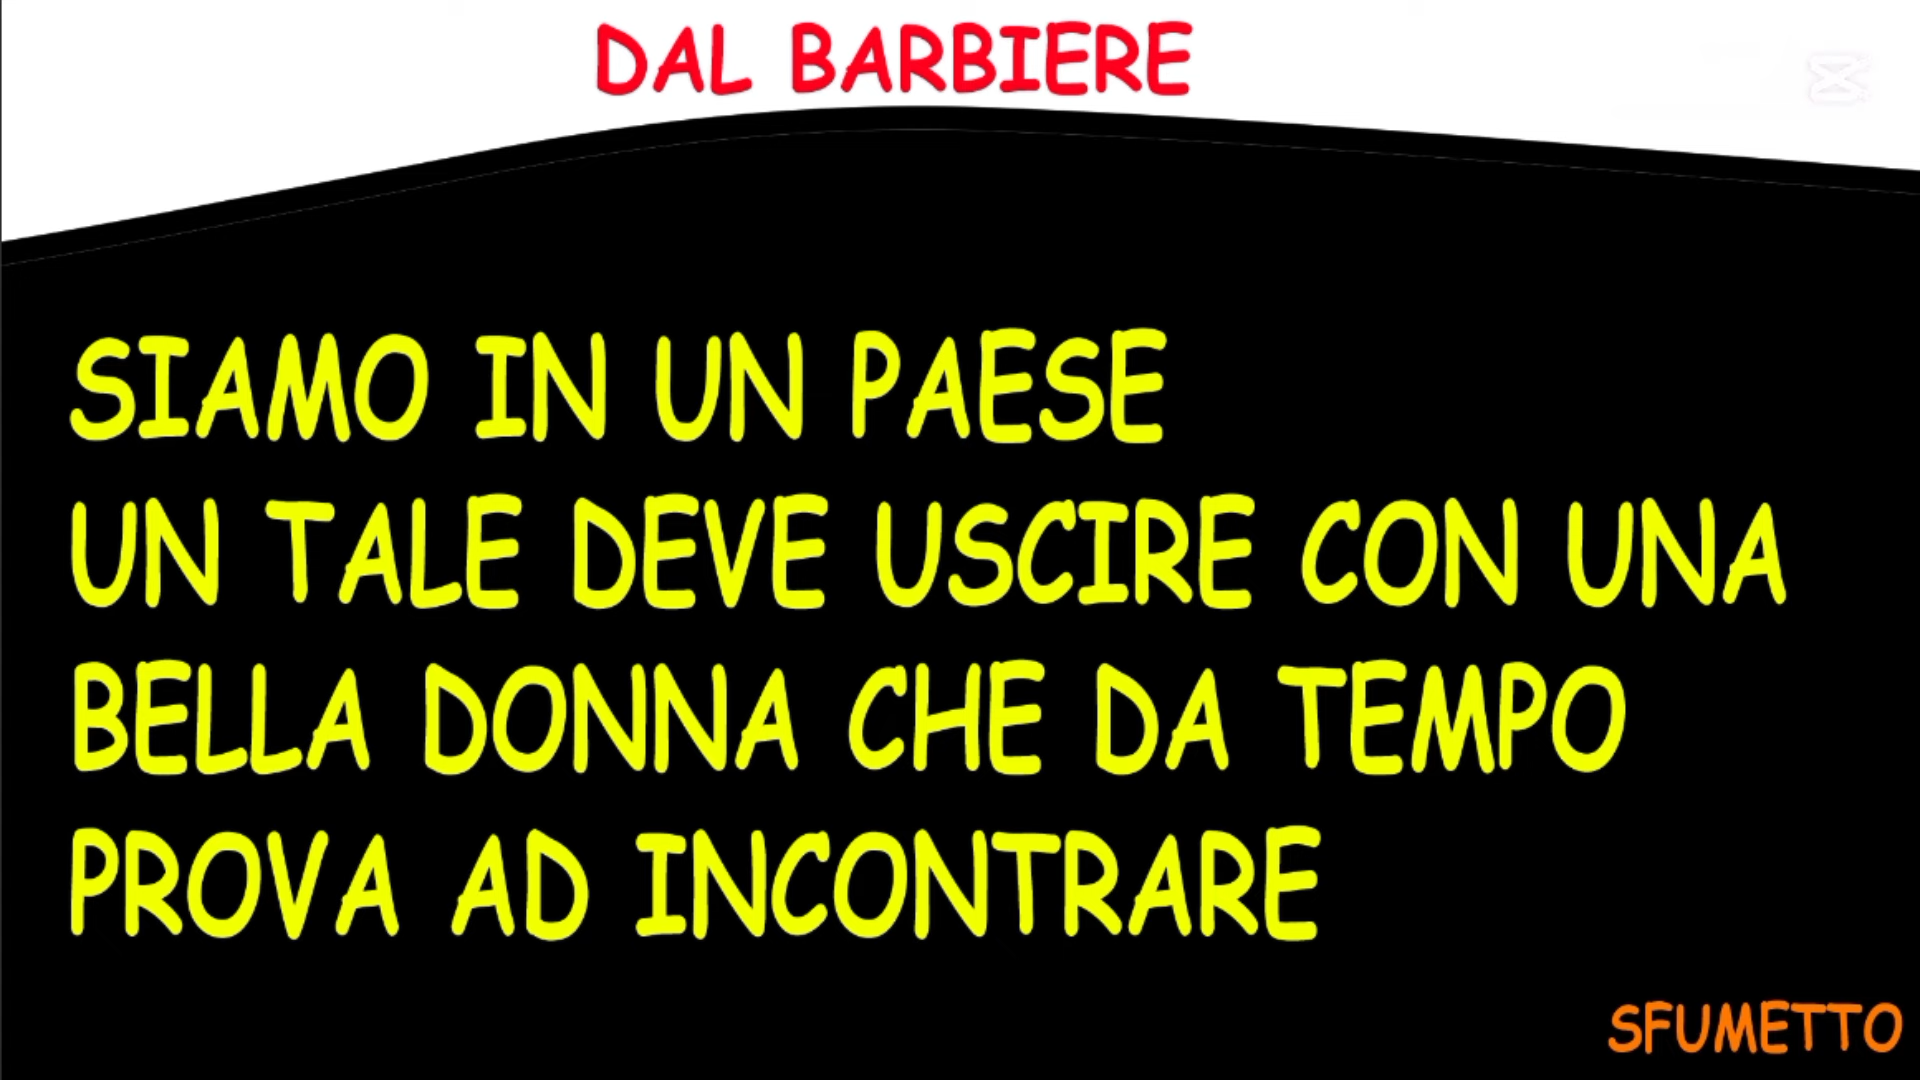 DAL BARBIERE
SIAMO IN UN PAESE
UN TALE DEVE USCIRE CON UNA
BELLA DONNA CHE DA TEMPO
PROVA AD INCONTRARE
SFUMETTO